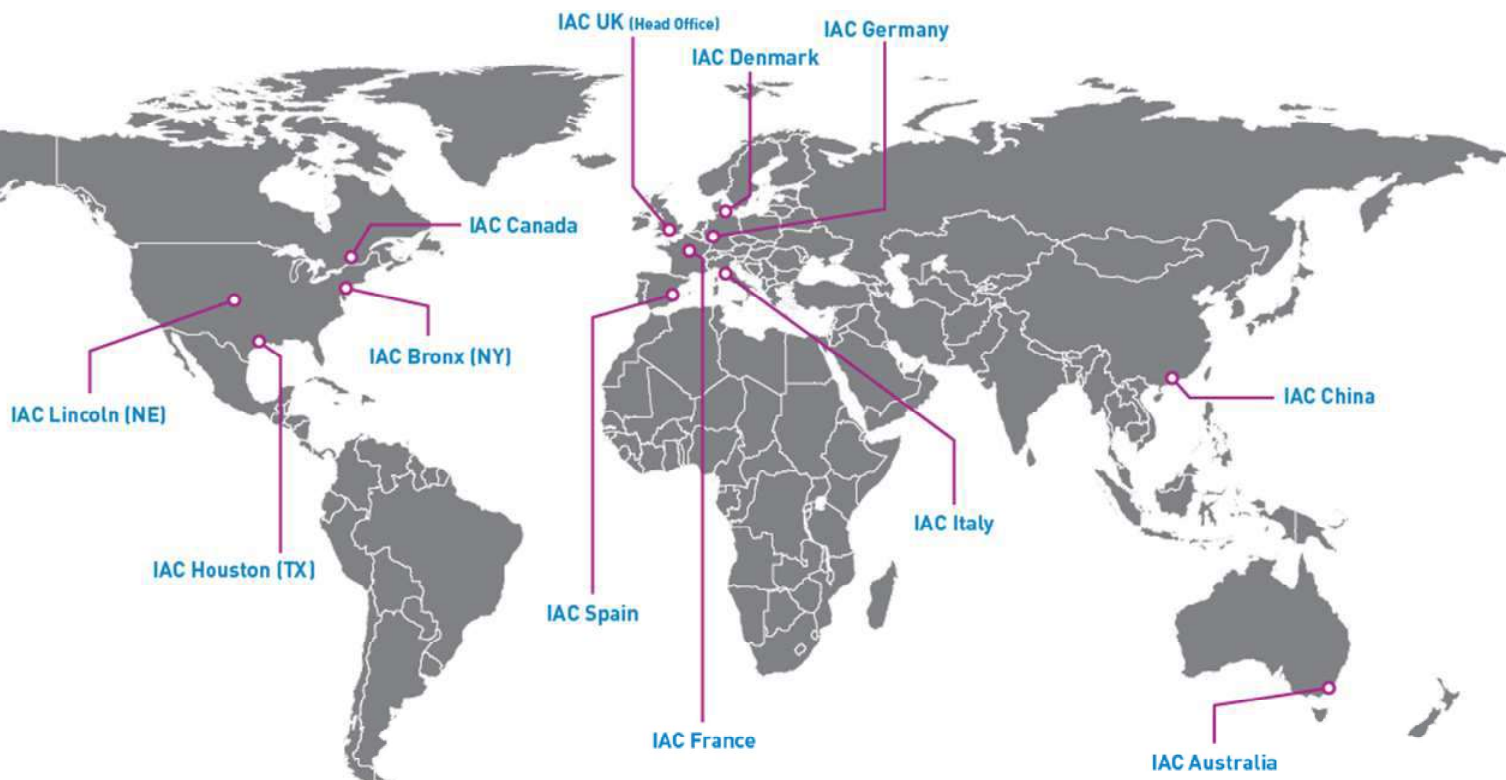 IAC UK (Head Office)
IAC Germany
IAC Denmark
IAC Canada
IAC Bronx (NY)
IAC Lincoln (NE)
IAC China
IAC Italy
IAC Houston (TX)
IAC Spain
IAC France
IAC Australia